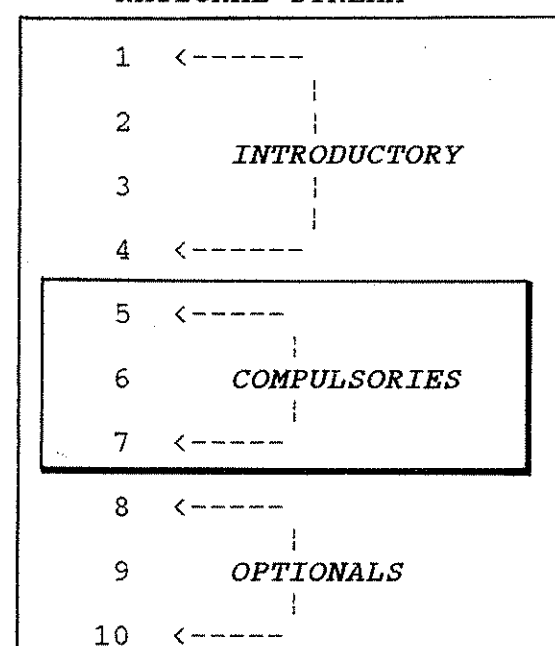 1 <------
2
INTRODUCTORY
3
4 <------
5 <-----
6 COMPULSORIES
7 <-----
8 <-----
9 OPTIONALS
10 <-----